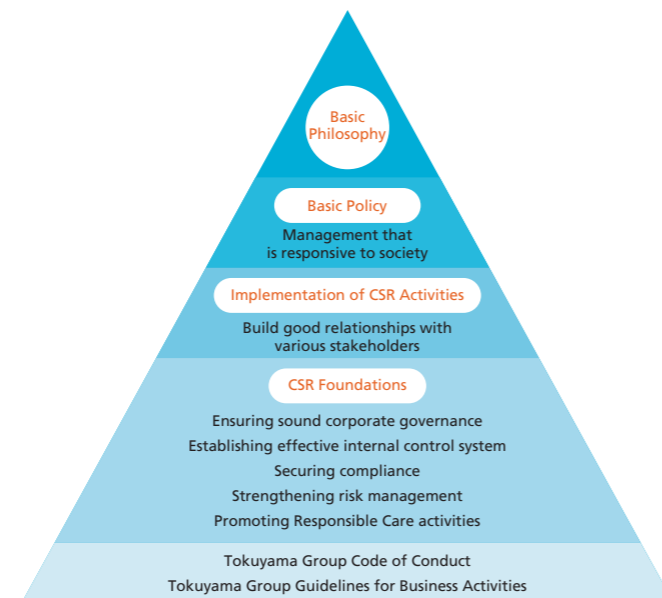 Basic
Philosophy
Basic Policy
Management that
is responsive to society
Implementation of CSR Activities
Build good relationships with
various stakeholders
CSR Foundations
Ensuring sound corporate governance
Establishing effective internal control system
Securing compliance
Strengthening risk management
Promoting Responsible Care activities
Tokuyama Group Code of Conduct
Tokuyama Group Guidelines for Business Activities